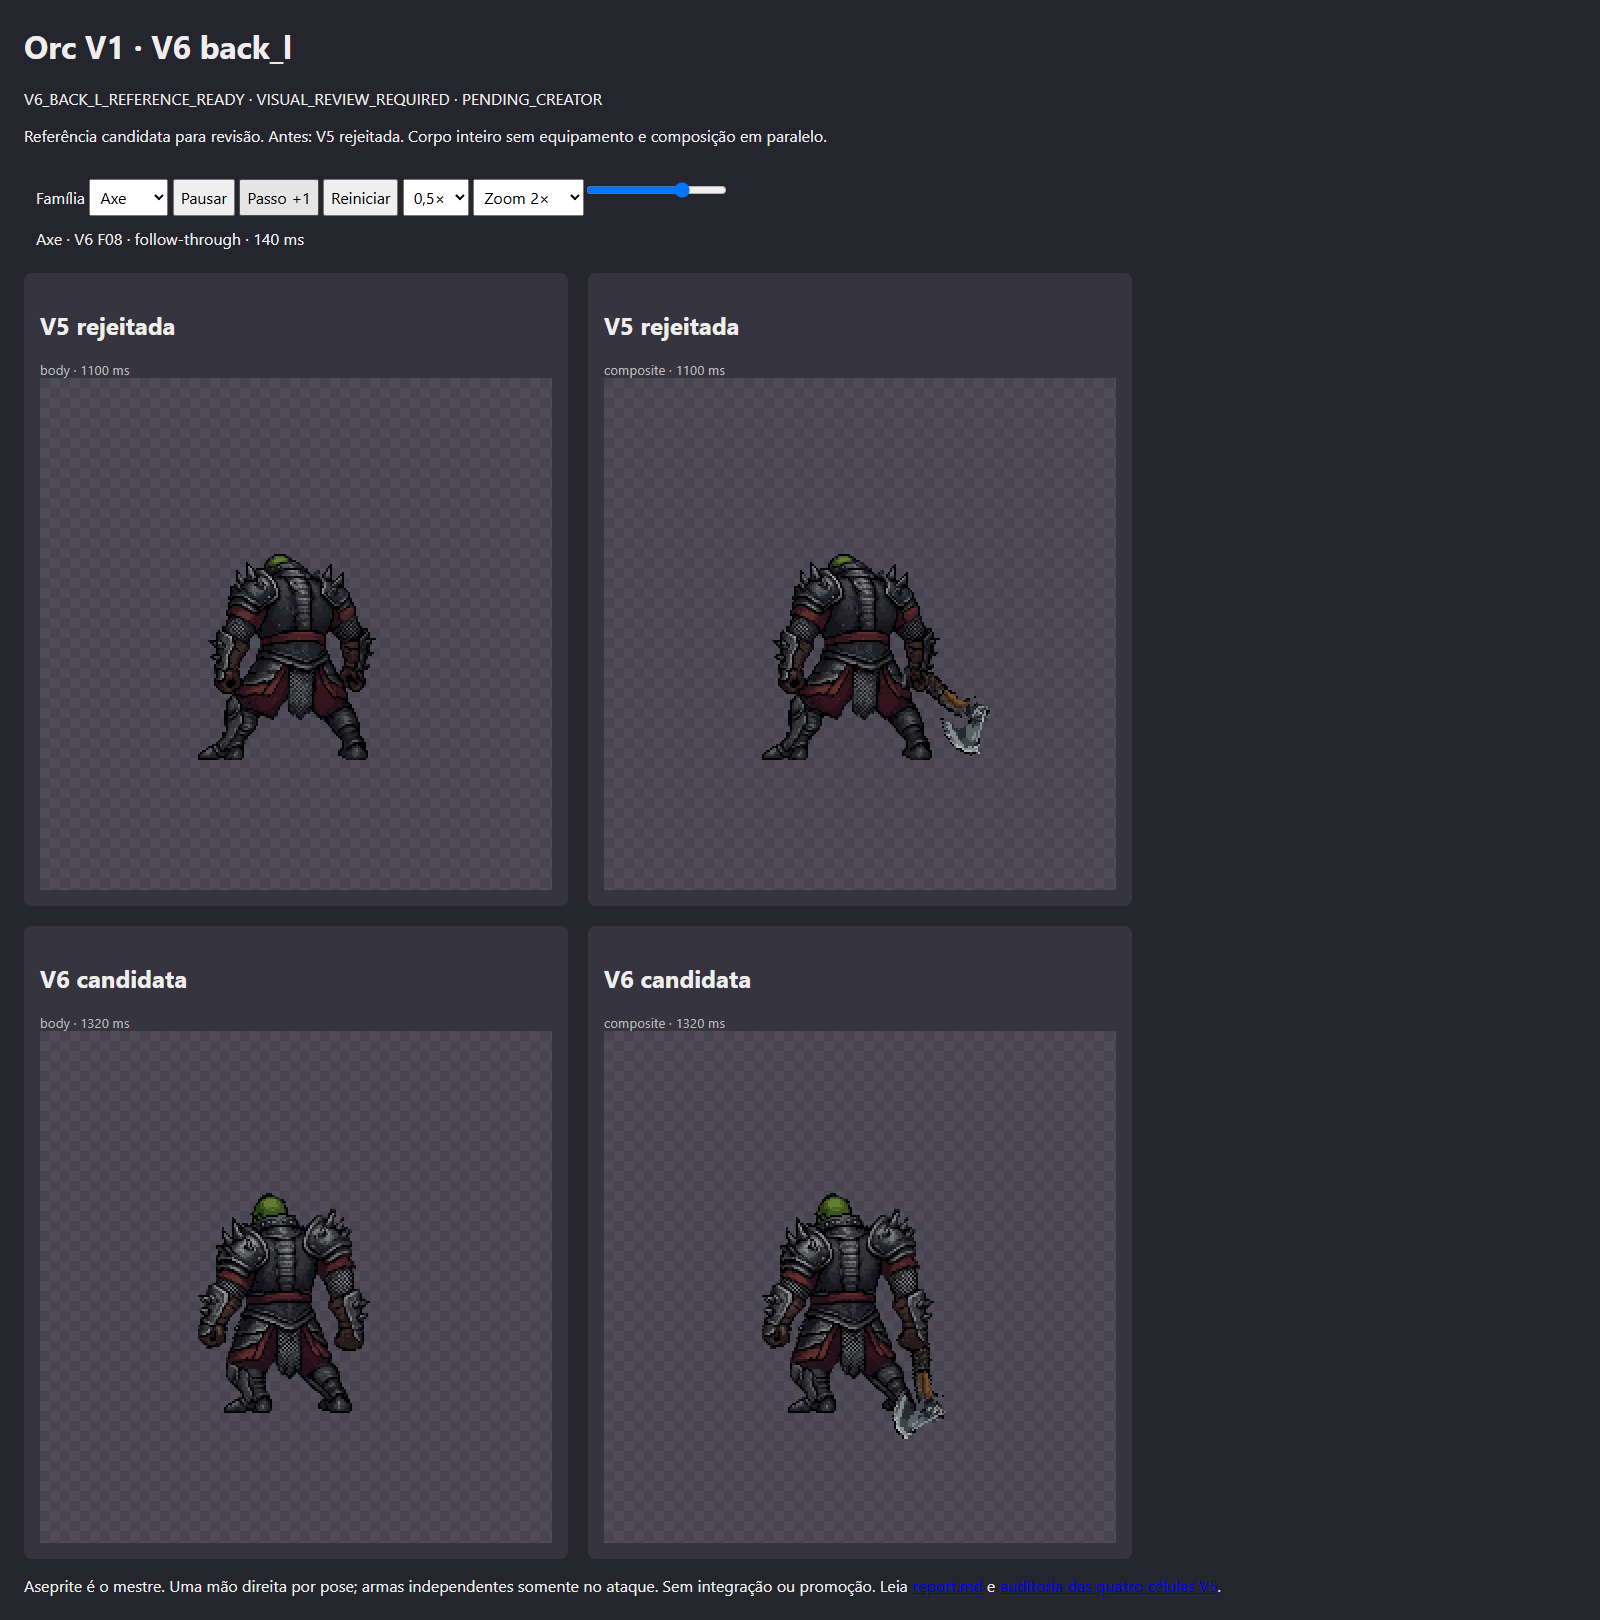 Orc V1 · V6 back_l
V6_BACK_L_REFERENCE_READY · VISUAL_REVIEW_REQUIRED · PENDING_CREATOR
Referência candidata para revisão. Antes: V5 rejeitada. Corpo inteiro sem equipamento e composição em paralelo.
Família Axe Pausar Passo +1 Reiniciar 0,5× Zoom 2×
Axe · V6 F08 · follow-through · 140 ms
V5 rejeitada
body · 1100 ms
V5 rejeitada
composite · 1100 ms
V6 candidata
body · 1320 ms
V6 candidata
composite · 1320 ms
Aseprite é o mestre. Uma mão direita por pose; armas independentes somente no ataque. Sem integração ou promoção. Leia report.md e auditoria das quatro células V5.